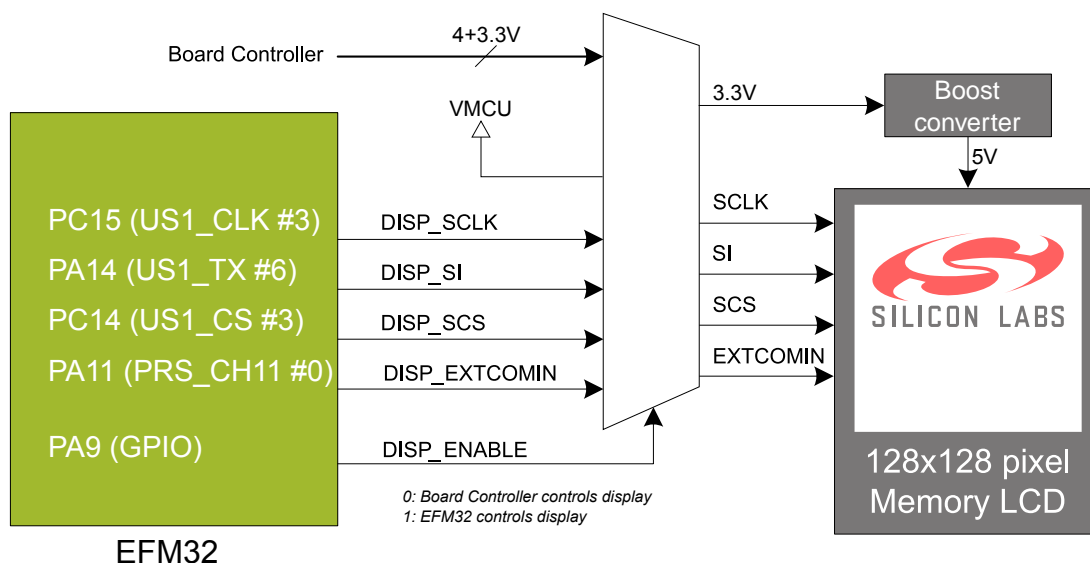 4+3.3V
Board Controller
VMCU
3.3V
Boost
converter
5V
PC15 (US1_CLK #3)
DISP_SCLK
SCLK
PA14 (US1_TX #6)
DISP_SI
SI
PC14 (US1_CS #3)
DISP_SCS
SCS
PA11 (PRS_CH11 #0)
DISP_EXTCOMIN
EXTCOMIN
PA9 (GPIO)
DISP_ENABLE
SILICON LABS
128x128 pixel
Memory LCD
0: Board Controller controls display
1: EFM32 controls display
EFM32